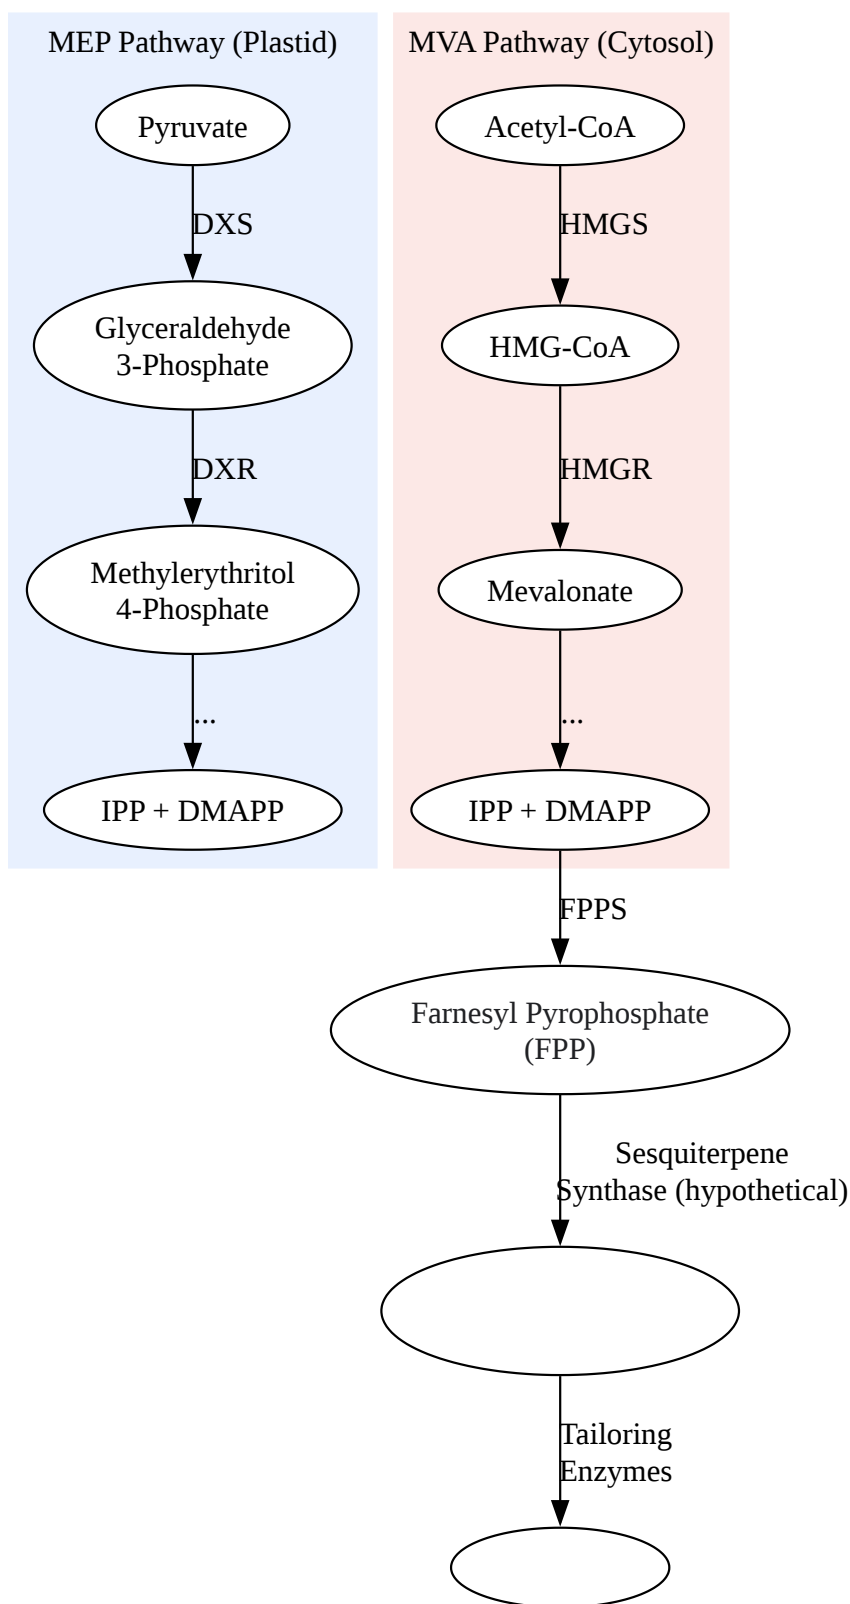 MEP Pathway (Plastid)
Pyruvate
DXS
Glyceraldehyde
3-Phosphate
DXR
Methylerythritol
4-Phosphate
...
IPP + DMAPP
MVA Pathway (Cytosol)
Acetyl-CoA
HMGS
HMG-CoA
HMGR
Mevalonate
...
IPP + DMAPP
FPPS
Farnesyl Pyrophosphate
(FPP)
Sesquiterpene
Synthase (hypothetical)
Tailoring
Enzymes